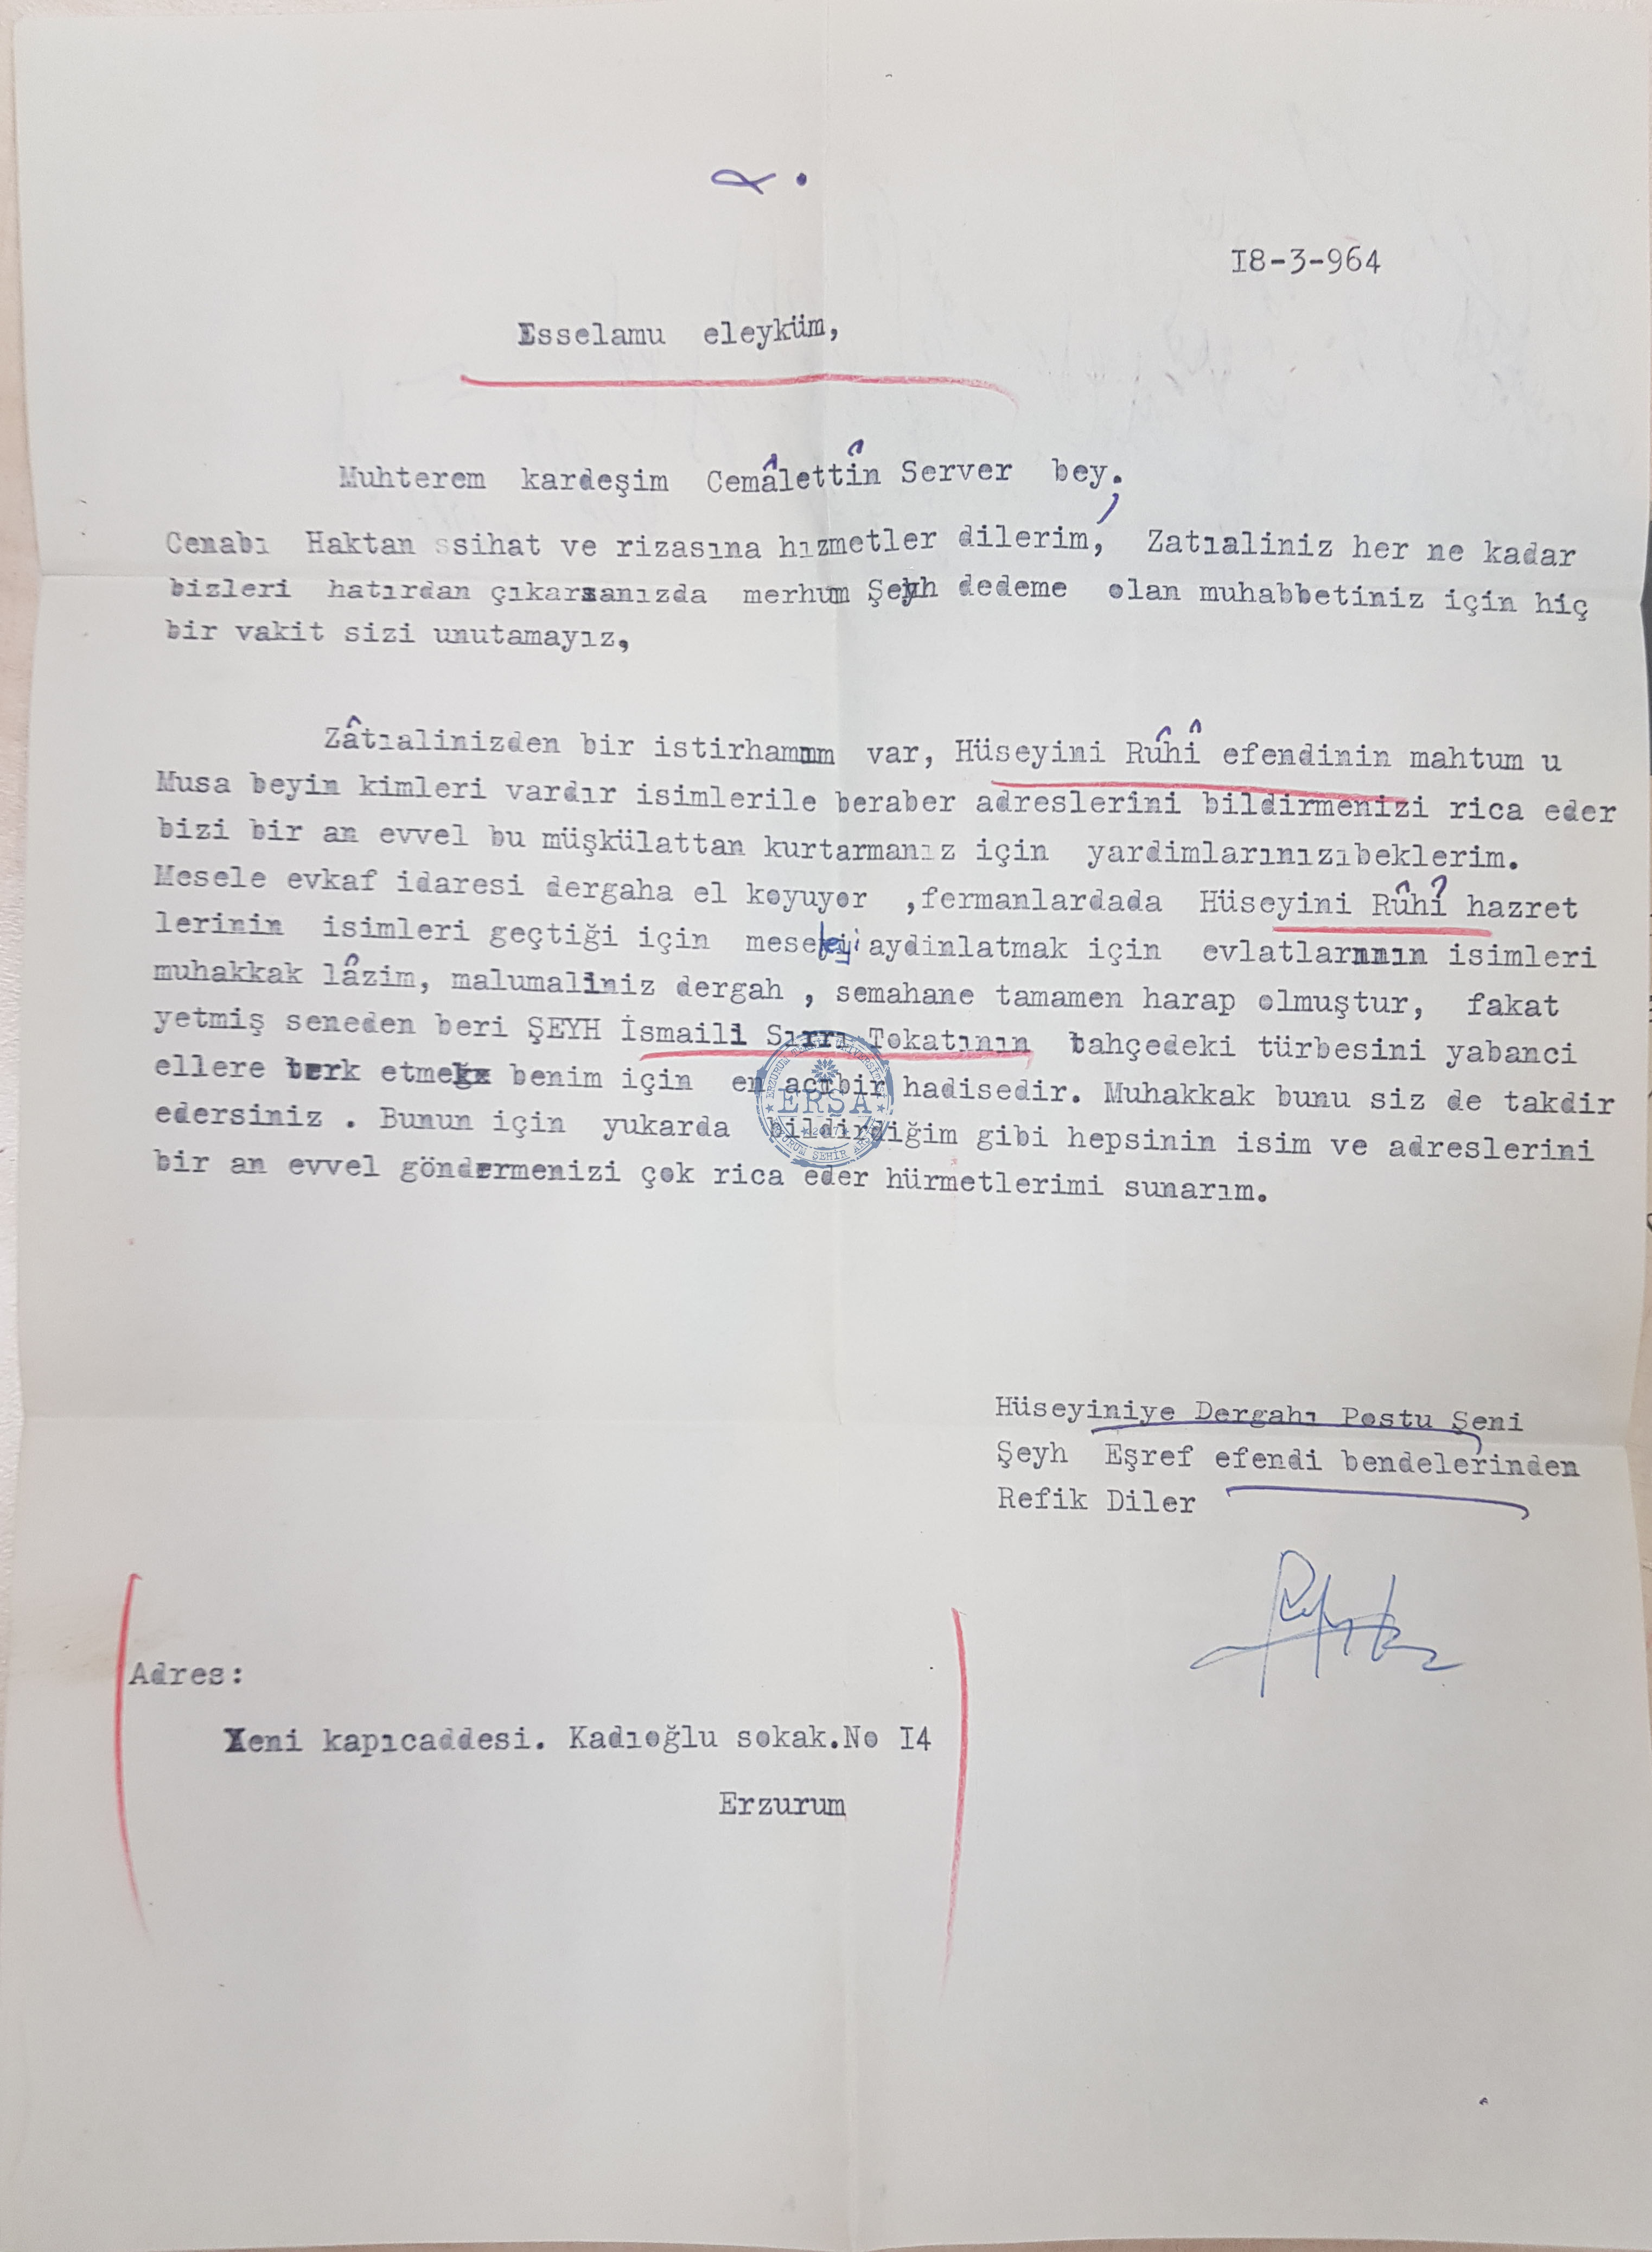 I8-3-964
Esselamu eleyküm,
Muhterem kardeşim Cemâlettîn Server bey.
Cenabı Haktan ssihat ve rizasına hızmetler dilerim, Zatıaliniz her ne kadar
bizleri hatırdan çıkarsanızda merhum Şeyh dedeme olan muhabbetiniz için hiç
bir vakit sizi unutamayız,
Zâtıalinizden bir istirhamım var, Hüseyini Rûhî efendinin mahtum u
Musa beyin kimleri vardır isimlerile beraber adreslerini bildirmenizi rica eder
bizi bir an evvel bu müşkülattan kurtarmanız için yardimlarınızıbeklerim.
Mesele evkaf idaresi dergaha el koyuyor ,fermanlardada Hüseyini Rûhî hazret
lerinin isimleri geçtiği için meseleyi aydinlatmak için evlatlarının isimleri
muhakkak lâzim, malumaliniz dergah , semahane tamamen harap olmuştur, fakat
yetmiş seneden beri ŞEYH İsmaili Sırrı Tokatının bahçedeki türbesini yabanci
ellere terk etmek benim için en acıbir hadisedir. Muhakkak bunu siz de takdir
edersiniz . Bunun için yukarda bildirdiğim gibi hepsinin isim ve adreslerini
bir an evvel göndermenizi çok rica eder hürmetlerimi sunarım.
ERŞA
2017
Hüseyiniye Dergahı Postu Şeni
Şeyh Eşref efendi bendelerinden
Refik Diler
Adres:
Yeni kapıcaddesi. Kadıoğlu sokak.No I4
Erzurum